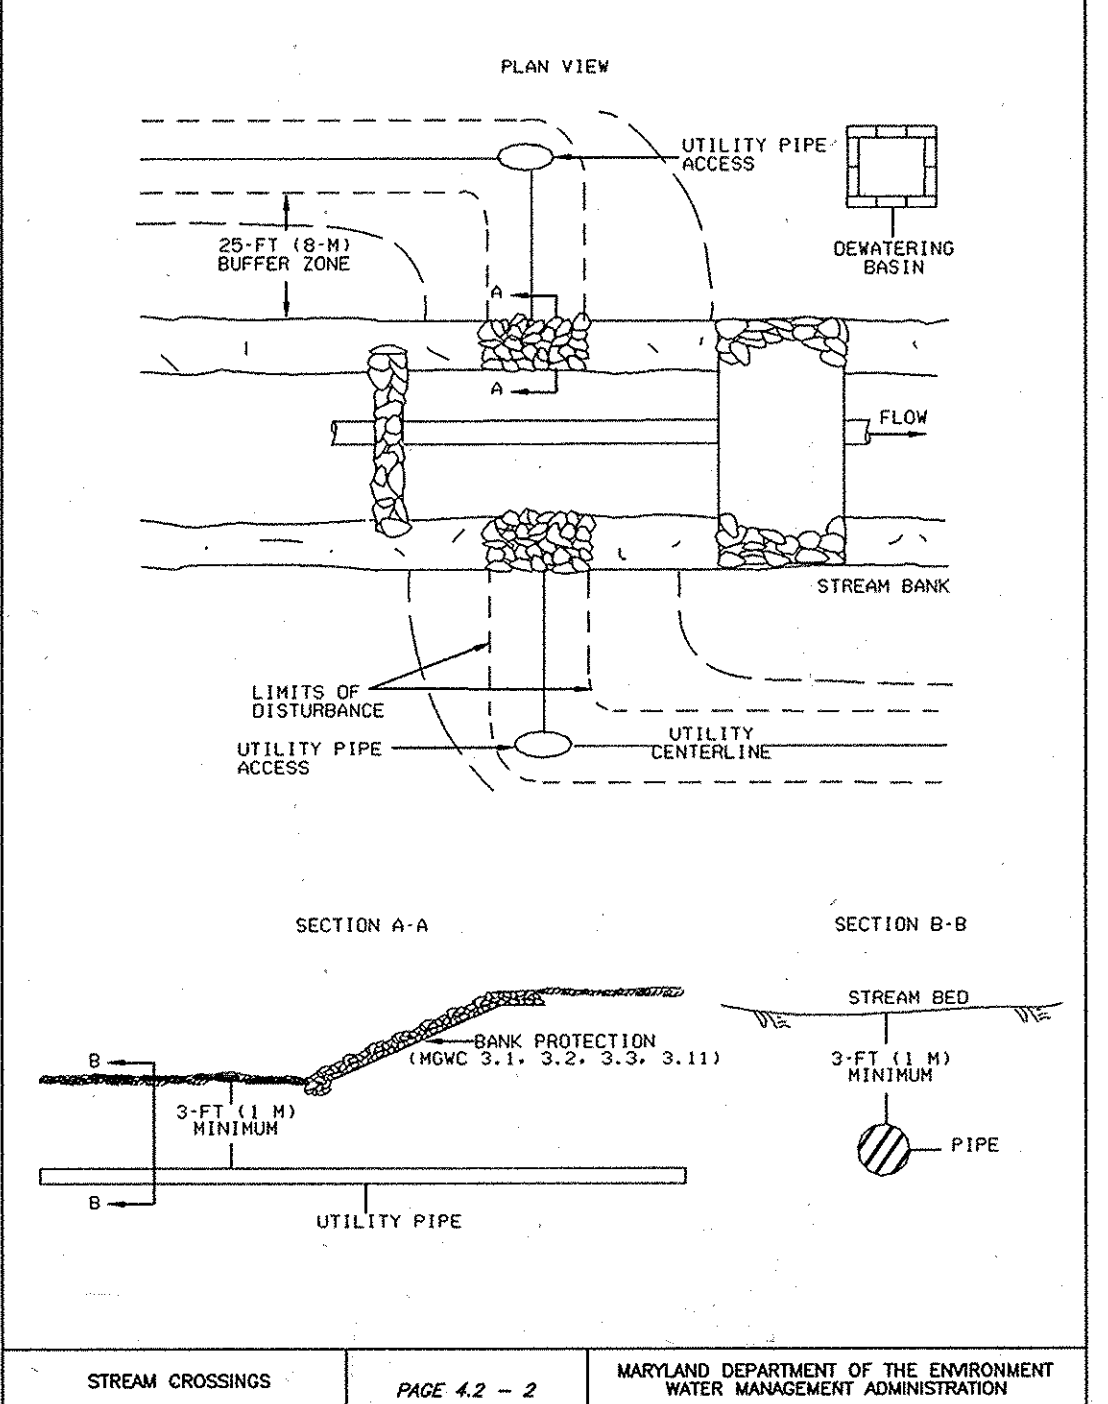 PLAN VIEW
UTILITY PIPE
ACCESS
DEWATERING
BASIN
25-FT (8-M)
BUFFER ZONE
A
A
FLOW
STREAM BANK
LIMITS OF
DISTURBANCE
UTILITY PIPE
ACCESS
UTILITY
CENTERLINE
SECTION A-A
SECTION B-B
STREAM BED
BANK PROTECTION
(MGWC 3.1, 3.2, 3.3, 3.11)
B
3-FT (1 M)
MINIMUM
3-FT (1 M)
MINIMUM
PIPE
B
UTILITY PIPE
STREAM CROSSINGS
PAGE 4.2 - 2
MARYLAND DEPARTMENT OF THE ENVIRONMENT
WATER MANAGEMENT ADMINISTRATION